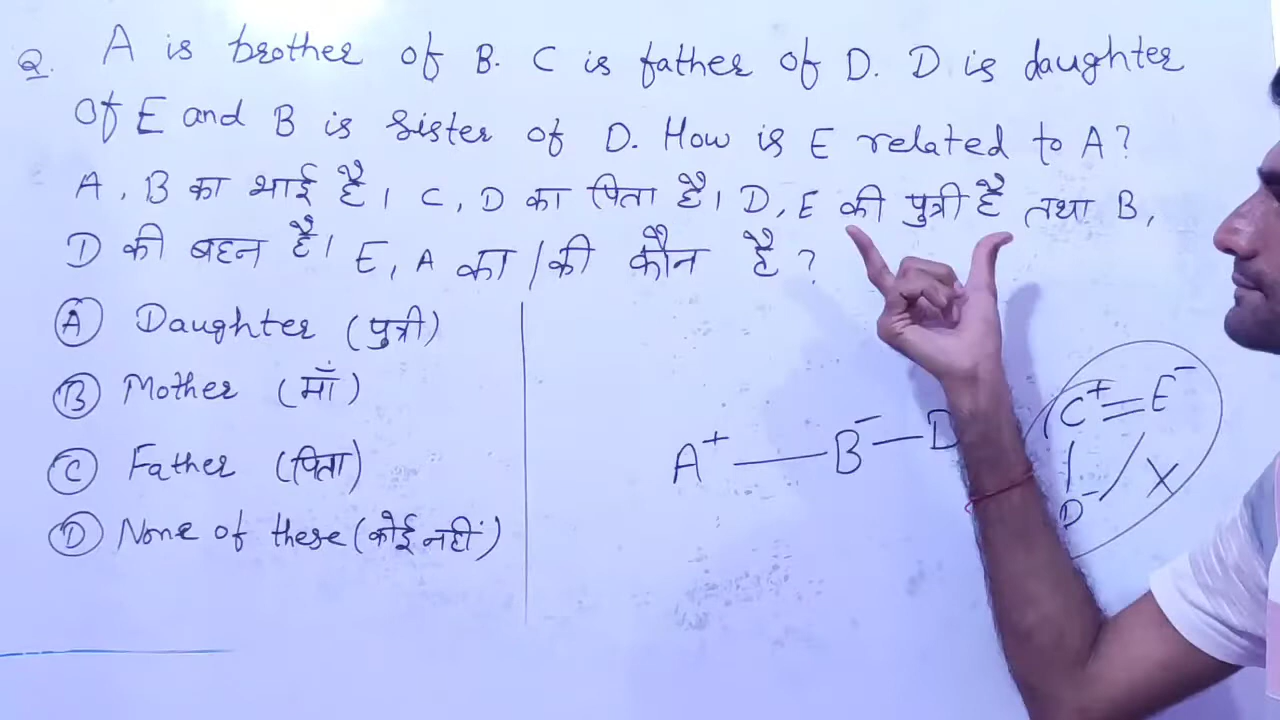 Q. A is brother of B. C is father of D. D is daughter
of E and B is sister of D. How is E related to A?
A, B का भाई है। C, D का पिता है। D, E की पुत्री है तथा B,
D की बहन है। E, A का/की कौन है?
(A) Daughter (पुत्री)
(B) Mother (माँ)
(C) Father (पिता)
(D) None of these (कोई नहीं)
A+ — B- — D
C+ = E-
D- X